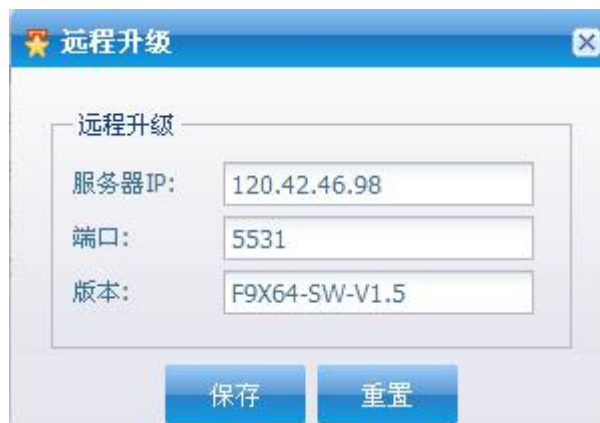 远程升级
远程升级
服务器IP: 120.42.46.98
端口: 5531
版本: F9X64-SW-V1.5
保存 重置